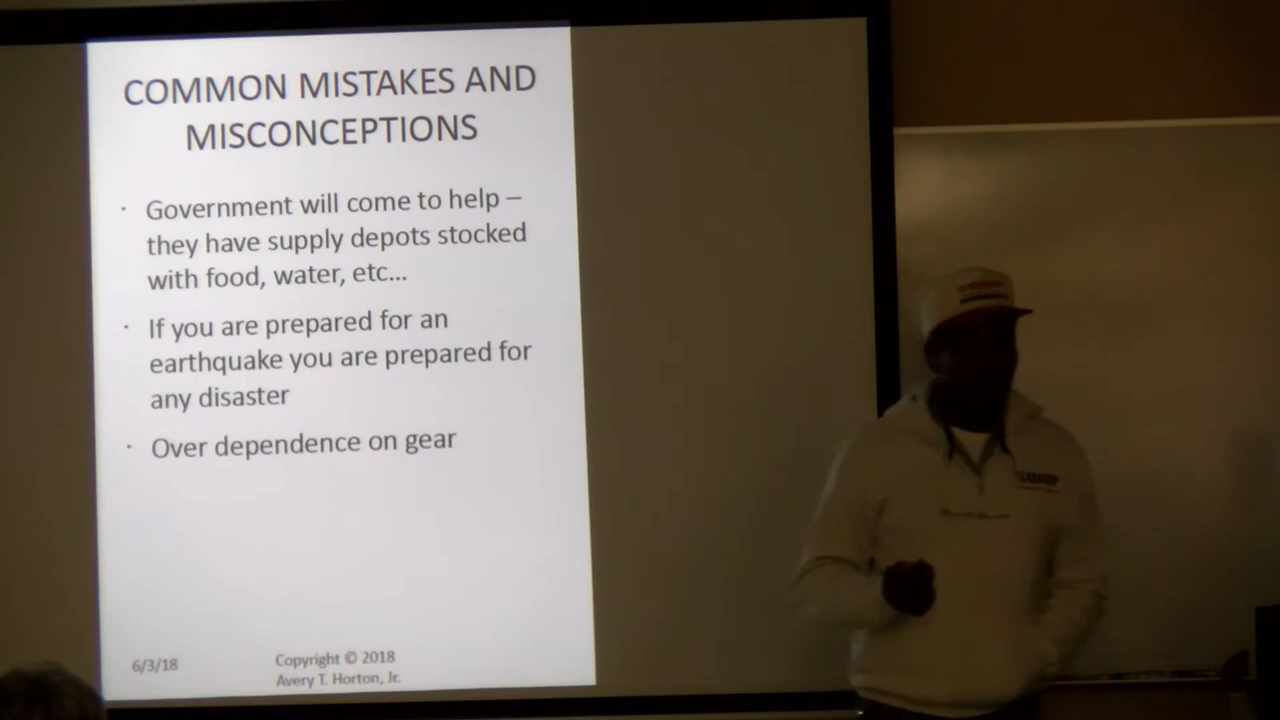 COMMON MISTAKES AND
MISCONCEPTIONS
· Government will come to help –
they have supply depots stocked
with food, water, etc...
· If you are prepared for an
earthquake you are prepared for
any disaster
· Over dependence on gear
6/3/18
Copyright © 2018
Avery T. Horton, Jr.